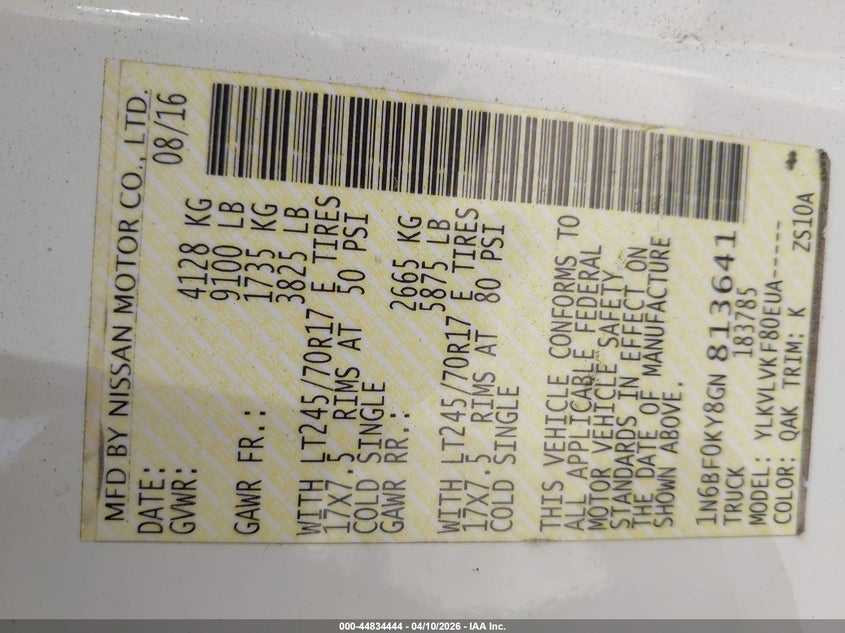 MFD BY NISSAN MOTOR CO., LTD.
DATE: 08/16
GVWR: 4128 KG
9100 LB
GAWR FR.: 1735 KG
3825 LB
WITH LT245/70R17 E TIRES
17X7.5 RIMS AT 50 PSI
COLD SINGLE
GAWR RR.: 2665 KG
5875 LB
WITH LT245/70R17 E TIRES
17X7.5 RIMS AT 80 PSI
COLD SINGLE
THIS VEHICLE CONFORMS TO
ALL APPLICABLE FEDERAL
MOTOR VEHICLE SAFETY
STANDARDS IN EFFECT ON
THE DATE OF MANUFACTURE
SHOWN ABOVE.
1N6BF0KY8GN 813641
TRUCK 183785
MODEL: YLKVLVKF80EUA-----
COLOR: QAK TRIM: K ZS10A
000-44834444 - 04/10/2026 - IAA Inc.